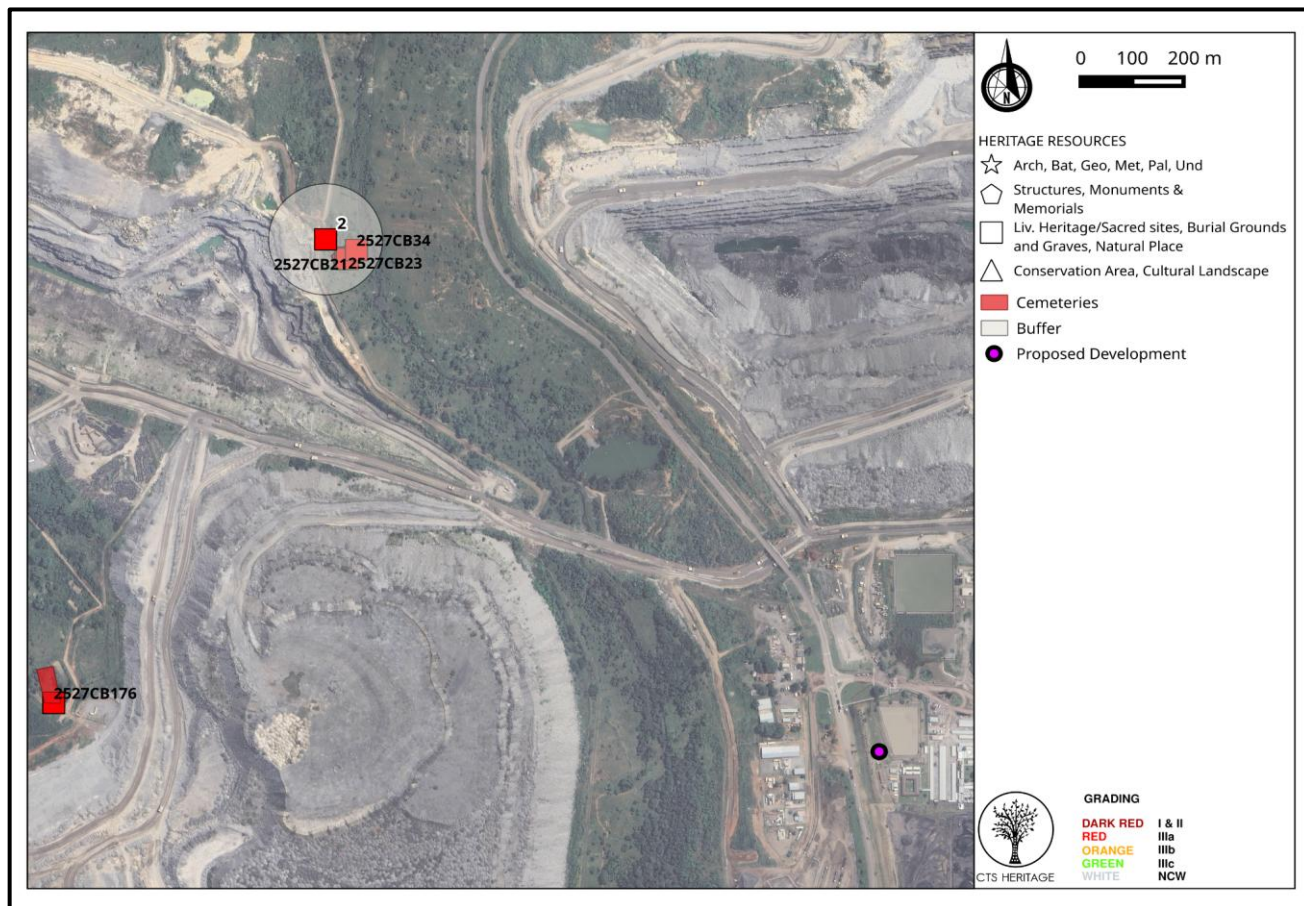 2
2527CB34
2527CB21
2527CB23
2527CB176
N
0 100 200 m
HERITAGE RESOURCES
Arch, Bat, Geo, Met, Pal, Und
Structures, Monuments &
Memorials
Liv. Heritage/Sacred sites, Burial Grounds
and Graves, Natural Place
Conservation Area, Cultural Landscape
Cemeteries
Buffer
Proposed Development
CTS HERITAGE
GRADING
DARK RED I & II
RED IIIa
ORANGE IIIb
GREEN IIIc
WHITE NCW